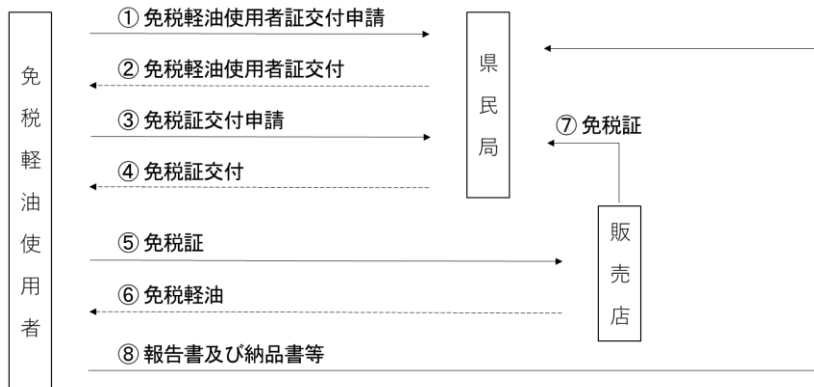 免税軽油使用者
① 免税軽油使用者証交付申請
② 免税軽油使用者証交付
③ 免税証交付申請
④ 免税証交付
県民局
⑦ 免税証
⑤ 免税証
⑥ 免税軽油
販売店
⑧ 報告書及び納品書等